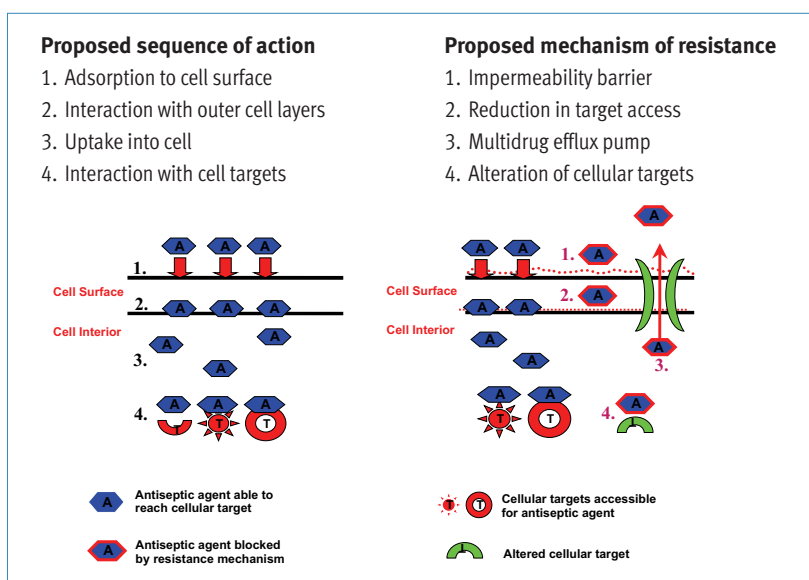 Proposed sequence of action
1. Adsorption to cell surface
2. Interaction with outer cell layers
3. Uptake into cell
4. Interaction with cell targets
A A A
1.
Cell Surface
2. A A A
Cell Interior
3. A A
A
4. A A A
T T T
A Antiseptic agent able to
reach cellular target
A Antiseptic agent blocked
by resistance mechanism
Proposed mechanism of resistance
1. Impermeability barrier
2. Reduction in target access
3. Multidrug efflux pump
4. Alteration of cellular targets
A
A A 1. A
Cell Surface
2. A
A A
Cell Interior
A A
3.
A
A A 4. A
T T T
T T Cellular targets accessible
for antiseptic agent
T Altered cellular target